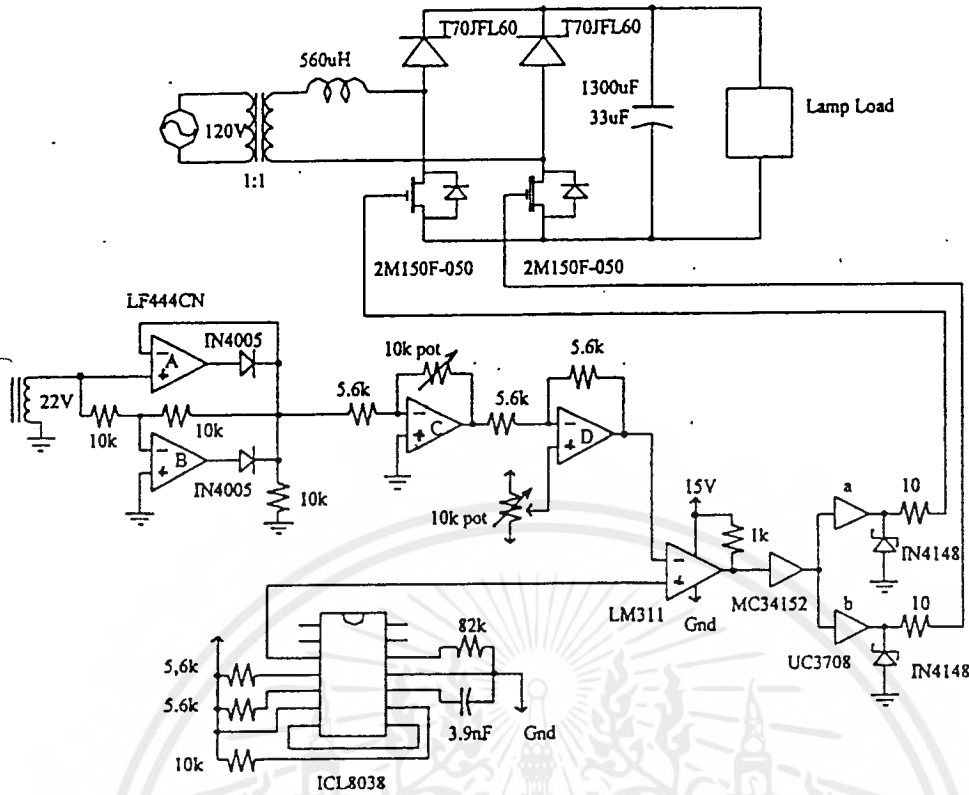 T70JFL60
T70JFL60
560uH
1300uF
33uF
Lamp Load
120V
1:1
2M150F-050
2M150F-050
LF444CN
IN4005
A
22V
10k
10k
B
IN4005
10k
5.6k
10k pot
C
5.6k
5.6k
D
10k pot
15V
1k
a
10
IN4148
LM311
Gnd
MC34152
b
10
UC3708
IN4148
82k
5,6k
5.6k
3.9nF
Gnd
10k
ICL8038